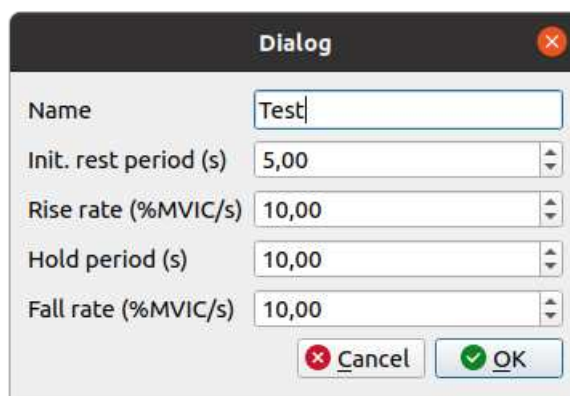 Dialog
Name Test
Init. rest period (s) 5,00
Rise rate (%MVIC/s) 10,00
Hold period (s) 10,00
Fall rate (%MVIC/s) 10,00
Cancel OK